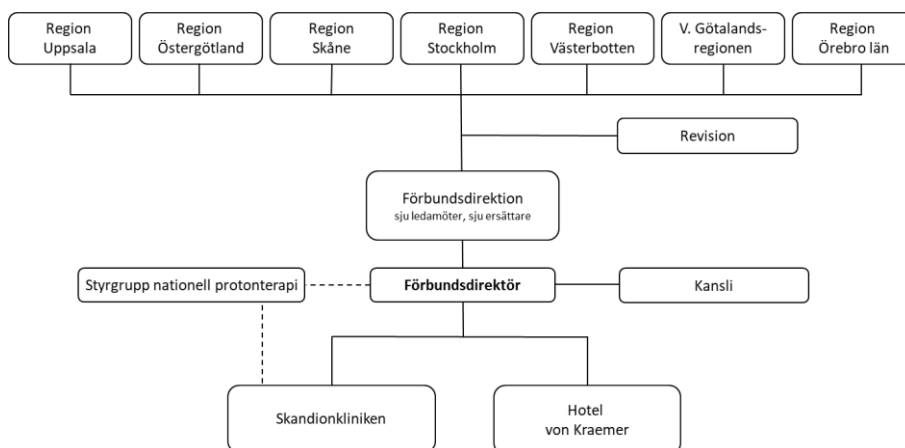 Region
Uppsala
Region
Östergötland
Region
Skåne
Region
Stockholm
Region
Västerbotten
V. Götalands-
regionen
Region
Örebro län
Revision
Förbundsdirektion
sju ledamöter, sju ersättare
Styrgrupp nationell protonterapi
Förbundsdirektör
Kansli
Skandionkliniken
Hotel
von Kraemer